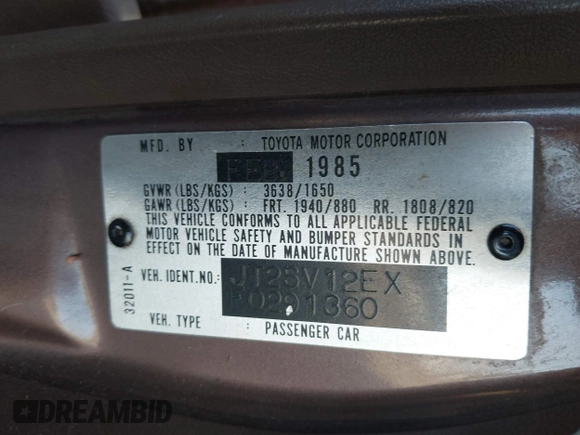 MFD. BY : TOYOTA MOTOR CORPORATION
FEB. 1985
GVWR (LBS/KGS) : 3638/1650
GAWR (LBS/KGS) : FRT. 1940/880 RR. 1808/820
THIS VEHICLE CONFORMS TO ALL APPLICABLE FEDERAL
MOTOR VEHICLE SAFETY AND BUMPER STANDARDS IN
EFFECT ON THE DATE OF MANUFACTURE SHOWN ABOVE.
VEH. IDENT.NO.: JT2SV12EX
F0291360
VEH. TYPE : PASSENGER CAR
32011-A
DREAMBID